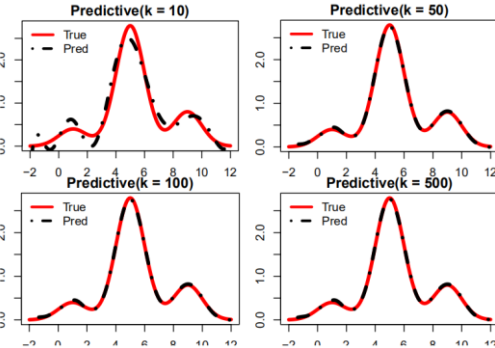 Predictive(k = 10)
True
Pred
0.0 1.0 2.0
−2 0 2 4 6 8 10 12
Predictive(k = 50)
True
Pred
0.0 1.0 2.0
−2 0 2 4 6 8 10 12
Predictive(k = 100)
True
Pred
0.0 1.0 2.0
−2 0 2 4 6 8 10 12
Predictive(k = 500)
True
Pred
0.0 1.0 2.0
−2 0 2 4 6 8 10 12